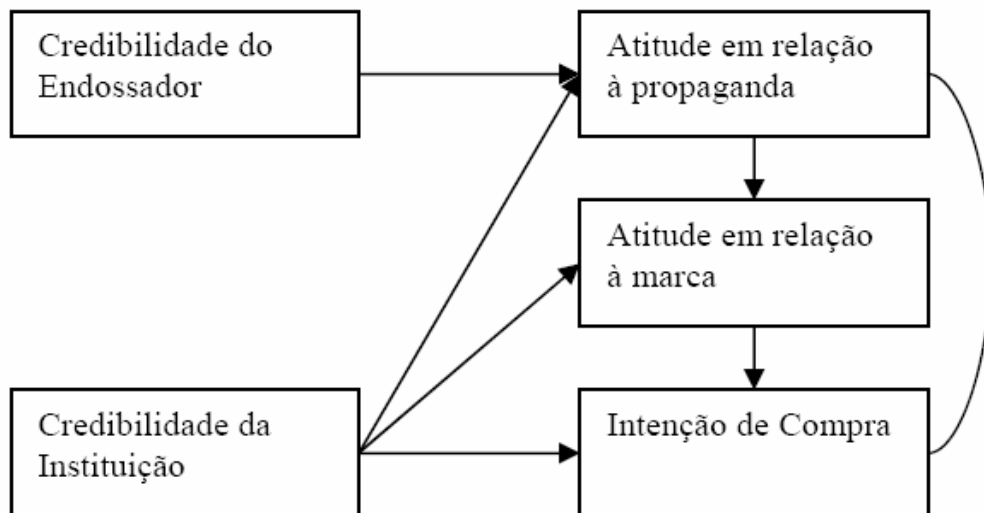 Credibilidade do
Endossador
Atitude em relação
à propaganda
Atitude em relação
à marca
Credibilidade da
Instituição
Intenção de Compra